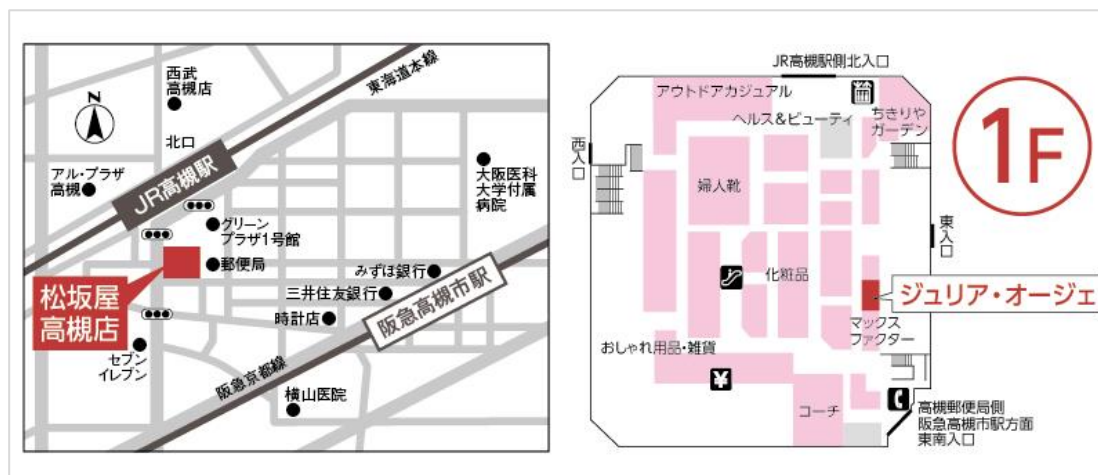 N
西武
高槻店
東海道本線
北口
アル・プラザ
高槻
JR高槻駅
大阪医科
大学付属
病院
グリーン
プラザ1号館
郵便局
松坂屋
高槻店
みずほ銀行
三井住友銀行
時計店
阪急高槻市駅
セブン
イレブン
阪急京都線
横山医院
JR高槻駅側北入口
アウトドアカジュアル
ヘルス&ビューティ
ちきりや
ガーデン
1F
西入口
婦人靴
東入口
化粧品
ジュリア・オージェ
マックス
ファクター
おしゃれ用品・雑貨
¥
コーチ
高槻郵便局側
阪急高槻市駅方面
東南入口